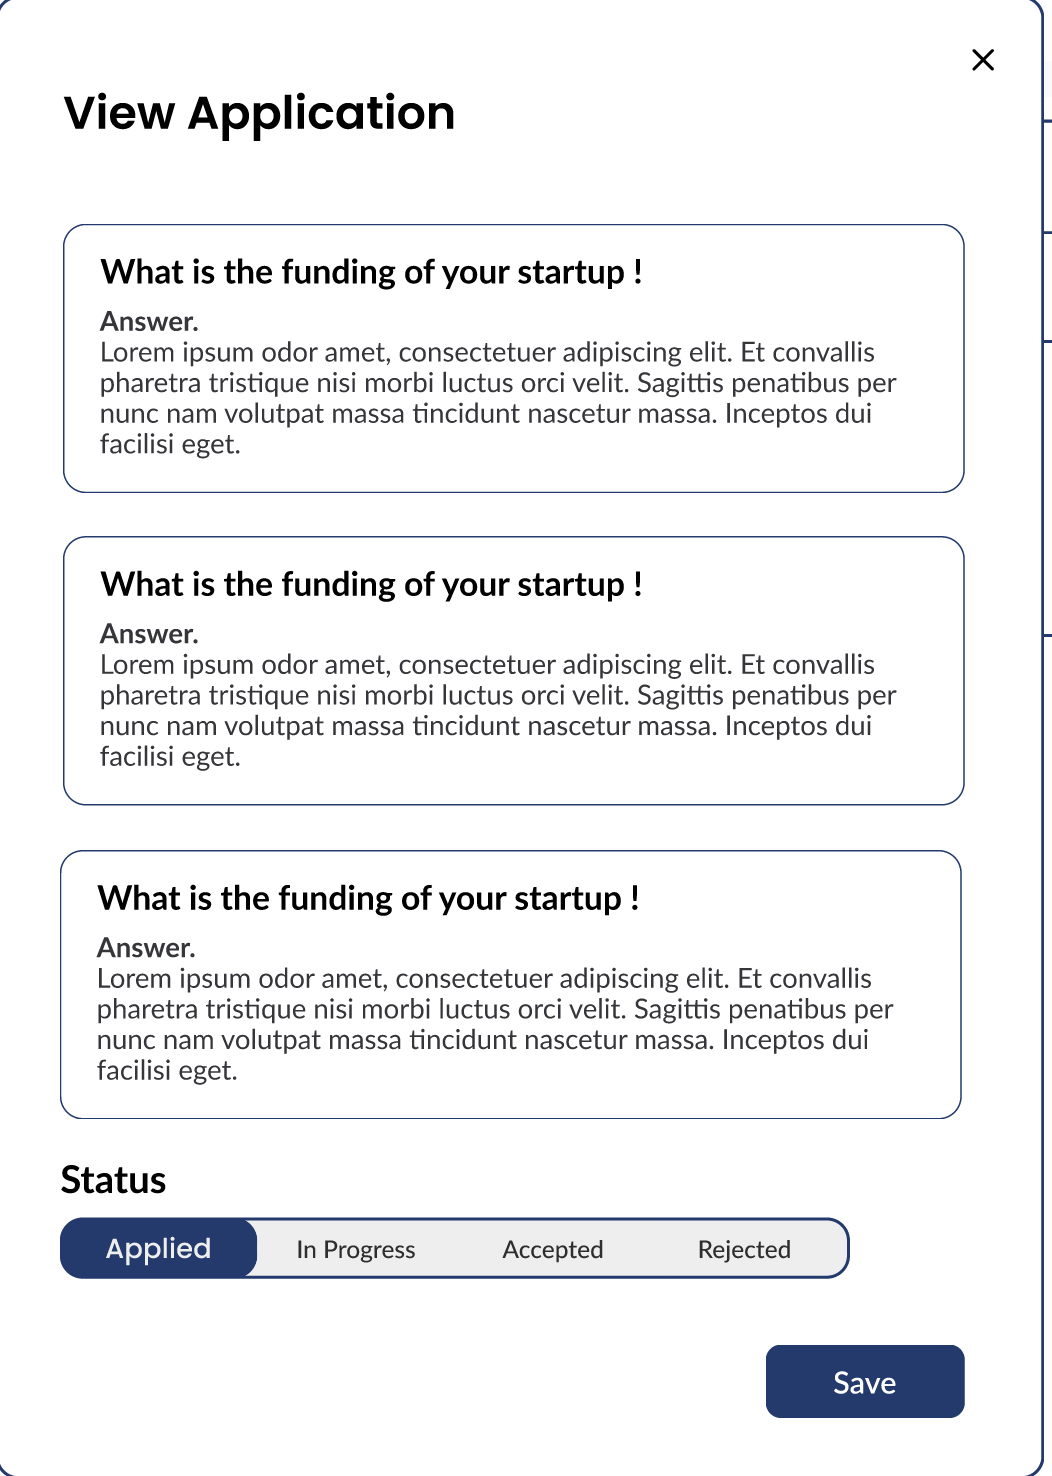 View Application
What is the funding of your startup !
Answer.
Lorem ipsum odor amet, consectetuer adipiscing elit. Et convallis
pharetra tristique nisi morbi luctus orci velit. Sagittis penatibus per
nunc nam volutpat massa tincidunt nascetur massa. Inceptos dui
facilisi eget.
What is the funding of your startup !
Answer.
Lorem ipsum odor amet, consectetuer adipiscing elit. Et convallis
pharetra tristique nisi morbi luctus orci velit. Sagittis penatibus per
nunc nam volutpat massa tincidunt nascetur massa. Inceptos dui
facilisi eget.
What is the funding of your startup !
Answer.
Lorem ipsum odor amet, consectetuer adipiscing elit. Et convallis
pharetra tristique nisi morbi luctus orci velit. Sagittis penatibus per
nunc nam volutpat massa tincidunt nascetur massa. Inceptos dui
facilisi eget.
Status
Applied In Progress Accepted Rejected
Save